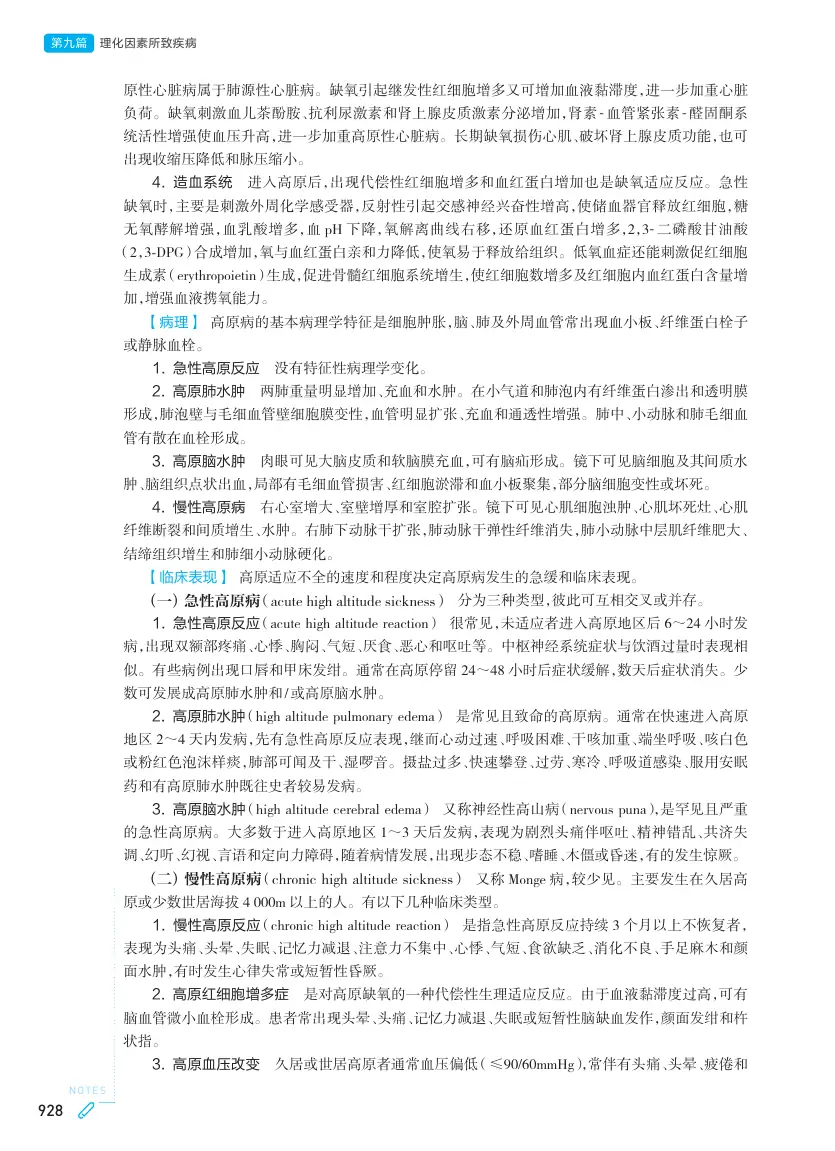 第九篇 理化因素所致疾病
原性心脏病属于肺源性心脏病。缺氧引起继发性红细胞增多又可增加血液黏滞度,进一步加重心脏
负荷。缺氧刺激血儿茶酚胺、抗利尿激素和肾上腺皮质激素分泌增加,肾素-血管紧张素-醛固酮系
统活性增强使血压升高,进一步加重高原性心脏病。长期缺氧损伤心肌、破坏肾上腺皮质功能,也可
出现收缩压降低和脉压缩小。
4. 造血系统 进入高原后,出现代偿性红细胞增多和血红蛋白增加也是缺氧适应反应。急性
缺氧时,主要是刺激外周化学感受器,反射性引起交感神经兴奋性增高,使储血器官释放红细胞,糖
无氧酵解增强,血乳酸增多,血 pH 下降,氧解离曲线右移,还原血红蛋白增多,2,3-二磷酸甘油酸
(2,3-DPG)合成增加,氧与血红蛋白亲和力降低,使氧易于释放给组织。低氧血症还能刺激促红细胞
生成素(erythropoietin)生成,促进骨髓红细胞系统增生,使红细胞数增多及红细胞内血红蛋白含量增
加,增强血液携氧能力。
【病理】 高原病的基本病理学特征是细胞肿胀,脑、肺及外周血管常出现血小板、纤维蛋白栓子
或静脉血栓。
1. 急性高原反应 没有特征性病理学变化。
2. 高原肺水肿 两肺重量明显增加、充血和水肿。在小气道和肺泡内有纤维蛋白渗出和透明膜
形成,肺泡壁与毛细血管壁细胞膜变性,血管明显扩张、充血和通透性增强。肺中、小动脉和肺毛细血
管有散在血栓形成。
3. 高原脑水肿 肉眼可见大脑皮质和软脑膜充血,可有脑疝形成。镜下可见脑细胞及其间质水
肿、脑组织点状出血,局部有毛细血管损害、红细胞淤滞和血小板聚集,部分脑细胞变性或坏死。
4. 慢性高原病 右心室增大、室壁增厚和室腔扩张。镜下可见心肌细胞浊肿、心肌坏死灶、心肌
纤维断裂和间质增生、水肿。右肺下动脉干扩张,肺动脉干弹性纤维消失,肺小动脉中层肌纤维肥大、
结缔组织增生和肺细小动脉硬化。
【临床表现】 高原适应不全的速度和程度决定高原病发生的急缓和临床表现。
(一) 急性高原病(acute high altitude sickness) 分为三种类型,彼此可互相交叉或并存。
1. 急性高原反应(acute high altitude reaction) 很常见,未适应者进入高原地区后 6~24 小时发
病,出现双额部疼痛、心悸、胸闷、气短、厌食、恶心和呕吐等。中枢神经系统症状与饮酒过量时表现相
似。有些病例出现口唇和甲床发绀。通常在高原停留 24~48 小时后症状缓解,数天后症状消失。少
数可发展成高原肺水肿和/或高原脑水肿。
2. 高原肺水肿(high altitude pulmonary edema) 是常见且致命的高原病。通常在快速进入高原
地区 2~4 天内发病,先有急性高原反应表现,继而心动过速、呼吸困难、干咳加重、端坐呼吸、咳白色
或粉红色泡沫样痰,肺部可闻及干、湿啰音。摄盐过多、快速攀登、过劳、寒冷、呼吸道感染、服用安眠
药和有高原肺水肿既往史者较易发病。
3. 高原脑水肿(high altitude cerebral edema) 又称神经性高山病(nervous puna),是罕见且严重
的急性高原病。大多数于进入高原地区 1~3 天后发病,表现为剧烈头痛伴呕吐、精神错乱、共济失
调、幻听、幻视、言语和定向力障碍,随着病情发展,出现步态不稳、嗜睡、木僵或昏迷,有的发生惊厥。
(二) 慢性高原病(chronic high altitude sickness) 又称 Monge 病,较少见。主要发生在久居高
原或少数世居海拔 4 000m 以上的人。有以下几种临床类型。
1. 慢性高原反应(chronic high altitude reaction) 是指急性高原反应持续 3 个月以上不恢复者,
表现为头痛、头晕、失眠、记忆力减退、注意力不集中、心悸、气短、食欲缺乏、消化不良、手足麻木和颜
面水肿,有时发生心律失常或短暂性昏厥。
2. 高原红细胞增多症 是对高原缺氧的一种代偿性生理适应反应。由于血液黏滞度过高,可有
脑血管微小血栓形成。患者常出现头晕、头痛、记忆力减退、失眠或短暂性脑缺血发作,颜面发绀和杵
状指。
3. 高原血压改变 久居或世居高原者通常血压偏低(≤90/60mmHg),常伴有头痛、头晕、疲倦和
NOTES
928